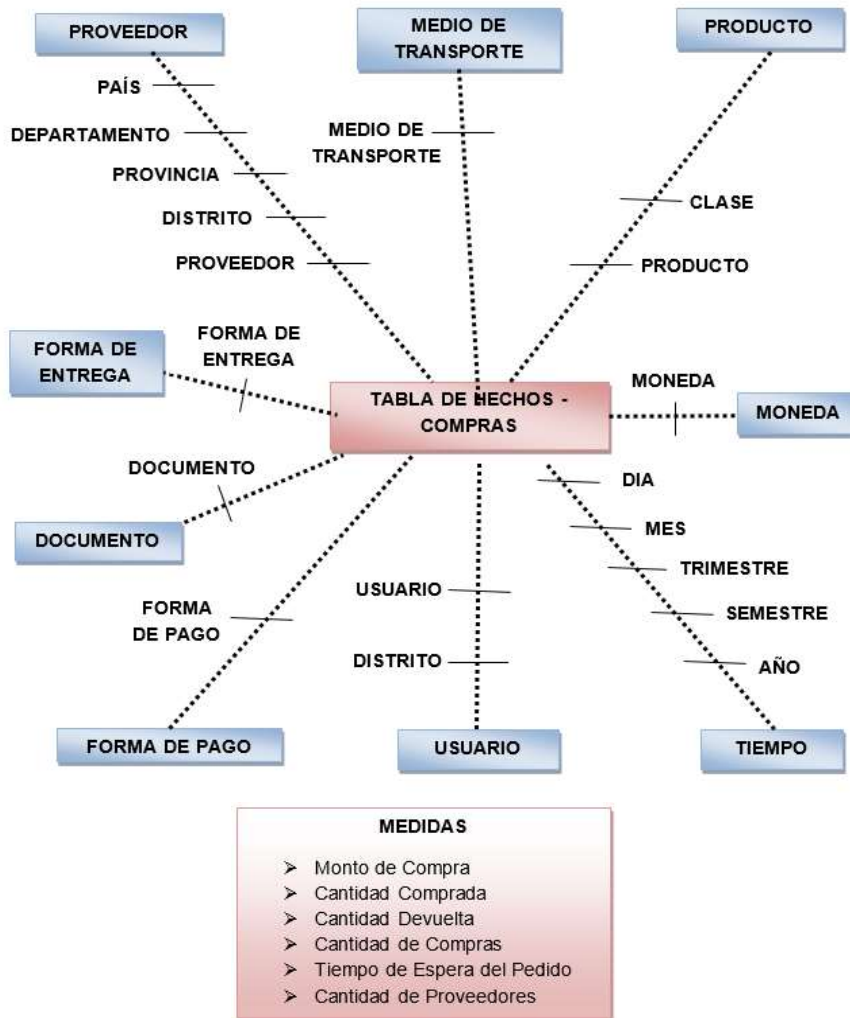 PROVEEDOR
MEDIO DE
TRANSPORTE
PRODUCTO
PAÍS
DEPARTAMENTO
PROVINCIA
DISTRITO
PROVEEDOR
MEDIO DE
TRANSPORTE
CLASE
PRODUCTO
FORMA DE
ENTREGA
FORMA DE
ENTREGA
TABLA DE HECHOS -
COMPRAS
MONEDA
MONEDA
DOCUMENTO
DOCUMENTO
DIA
MES
TRIMESTRE
SEMESTRE
AÑO
FORMA
DE PAGO
USUARIO
DISTRITO
FORMA DE PAGO
USUARIO
TIEMPO
MEDIDAS
➢ Monto de Compra
➢ Cantidad Comprada
➢ Cantidad Devuelta
➢ Cantidad de Compras
➢ Tiempo de Espera del Pedido
➢ Cantidad de Proveedores